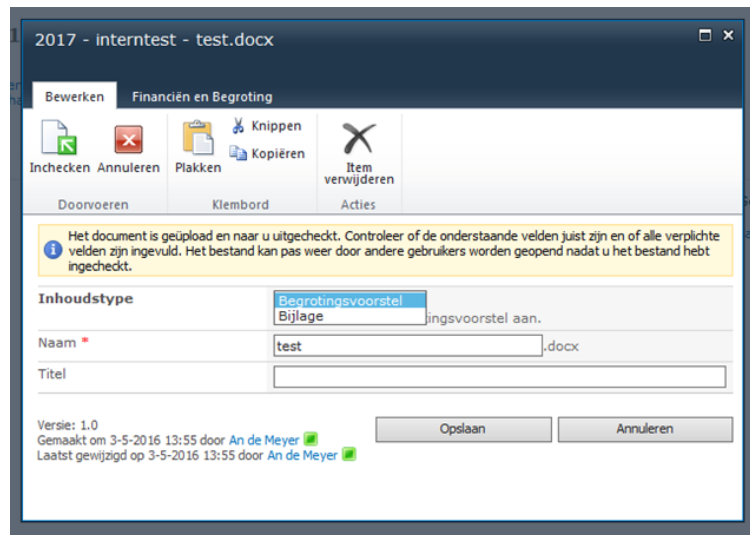 2017 - interntest - test.docx
Bewerken Financiën en Begroting
Inchecken Annuleren Plakken Knippen Kopiëren Item verwijderen
Doorvoeren Klembord Acties
Het document is geüpload en naar u uitgecheckt. Controleer of de onderstaande velden juist zijn en of alle verplichte
velden zijn ingevuld. Het bestand kan pas weer door andere gebruikers worden geopend nadat u het bestand hebt
ingecheckt.
Inhoudstype Begrotingsvoorstel
Bijlage
ingsvoorstel aan.
Naam * test .docx
Titel
Versie: 1.0
Opslaan Annuleren
Gemaakt om 3-5-2016 13:55 door An de Meyer
Laatst gewijzigd op 3-5-2016 13:55 door An de Meyer